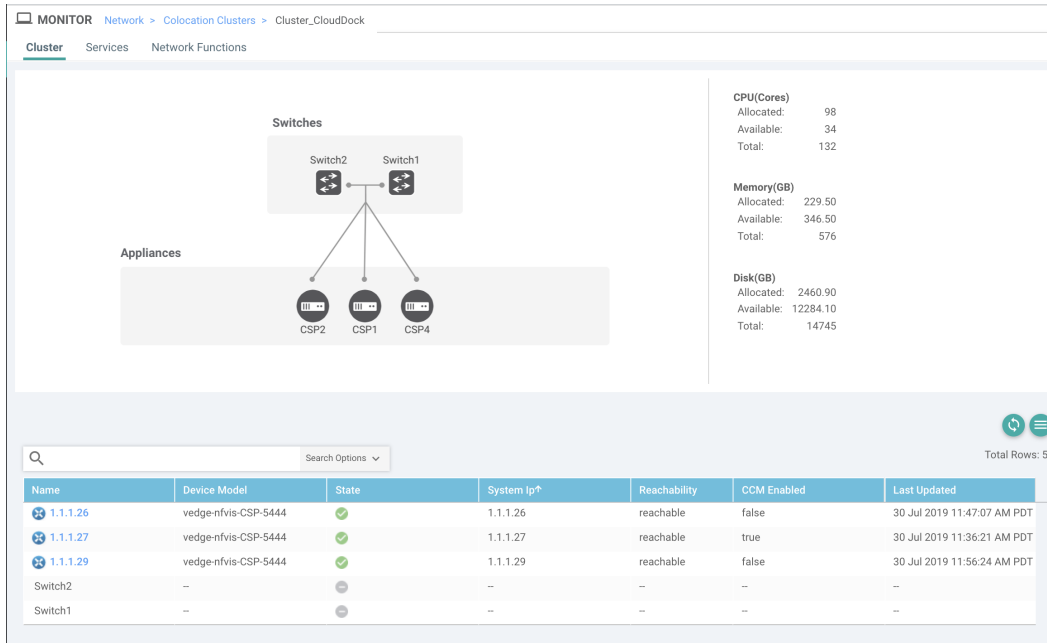 MONITOR Network > Colocation Clusters > Cluster_CloudDock
Cluster Services Network Functions
Switches
Switch2 Switch1
Appliances
CSP2 CSP1 CSP4
CPU(Cores)
Allocated: 98
Available: 34
Total: 132
Memory(GB)
Allocated: 229.50
Available: 346.50
Total: 576
Disk(GB)
Allocated: 2460.90
Available: 12284.10
Total: 14745
Search Options
Total Rows: 5
Name Device Model State System Ip↑ Reachability CCM Enabled Last Updated
1.1.1.26 vedge-nfvis-CSP-5444 1.1.1.26 reachable false 30 Jul 2019 11:47:07 AM PDT
1.1.1.27 vedge-nfvis-CSP-5444 1.1.1.27 reachable true 30 Jul 2019 11:36:21 AM PDT
1.1.1.29 vedge-nfvis-CSP-5444 1.1.1.29 reachable false 30 Jul 2019 11:56:24 AM PDT
Switch2 -- -- -- -- --
Switch1 -- -- -- -- --